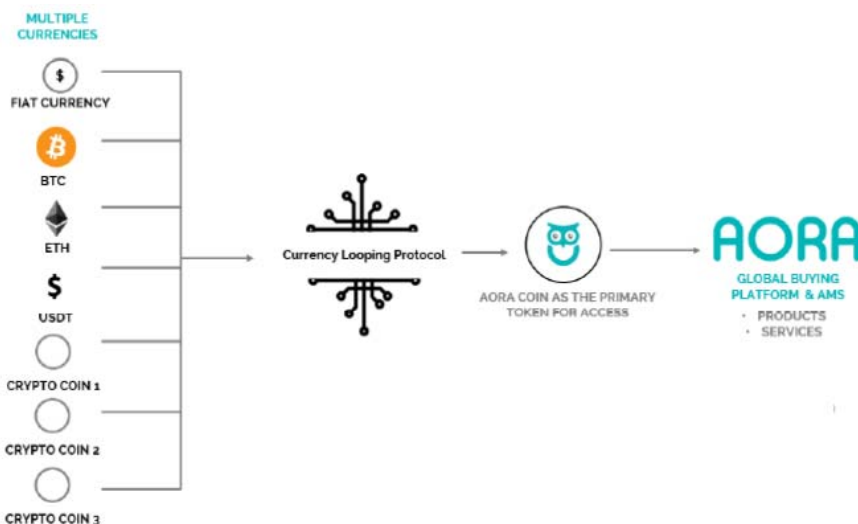 MULTIPLE
CURRENCIES
$
FIAT CURRENCY
BTC
ETH
$
USDT
CRYPTO COIN 1
CRYPTO COIN 2
CRYPTO COIN 3
Currency Looping Protocol
AORA COIN AS THE PRIMARY
TOKEN FOR ACCESS
AORA
GLOBAL BUYING
PLATFORM & AMS
· PRODUCTS
· SERVICES